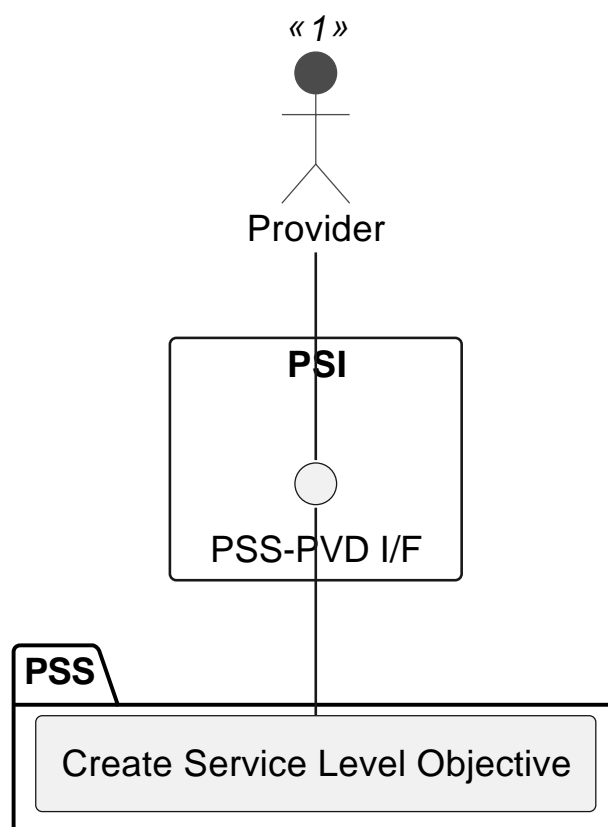 «1»
Provider
PSI
PSS-PVD I/F
PSS
Create Service Level Objective